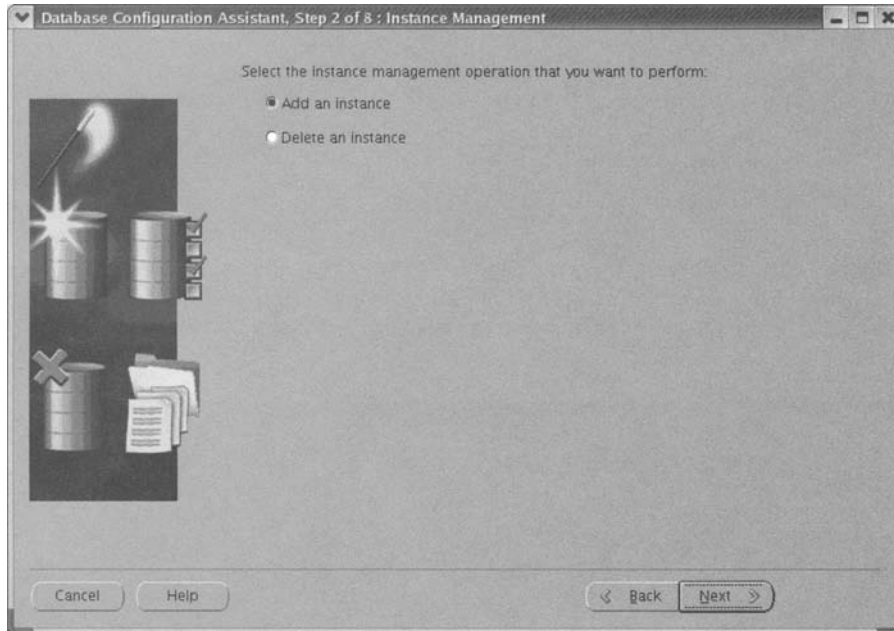 Database Configuration Assistant, Step 2 of 8 : Instance Management
Select the instance management operation that you want to perform:
Add an instance
Delete an instance
Cancel
Help
Back
Next